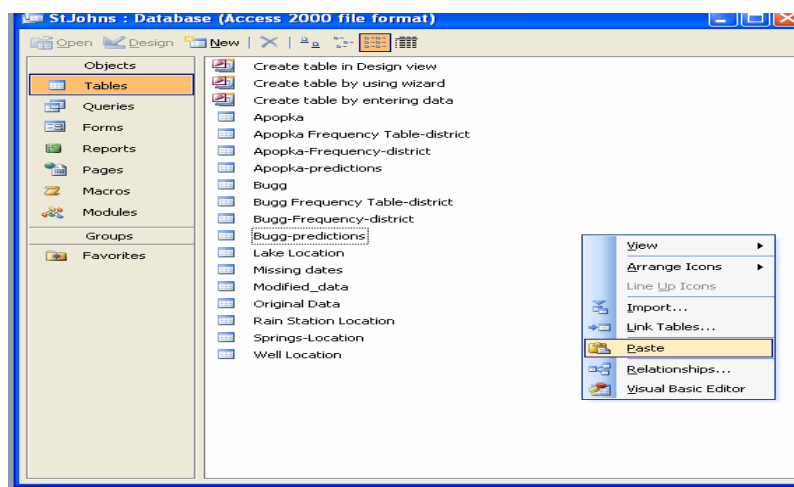 StJohns : Database (Access 2000 file format)
Open Design New
Objects
Tables
Queries
Forms
Reports
Pages
Macros
Modules
Groups
Favorites
Create table in Design view
Create table by using wizard
Create table by entering data
Apopka
Apopka Frequency Table-district
Apopka-Frequency-district
Apopka-predictions
Bugg
Bugg Frequency Table-district
Bugg-Frequency-district
Bugg-predictions
Lake Location
Missing dates
Modified_data
Original Data
Rain Station Location
Springs-Location
Well Location
View
Arrange Icons
Line Up Icons
Import...
Link Tables...
Paste
Relationships...
Visual Basic Editor